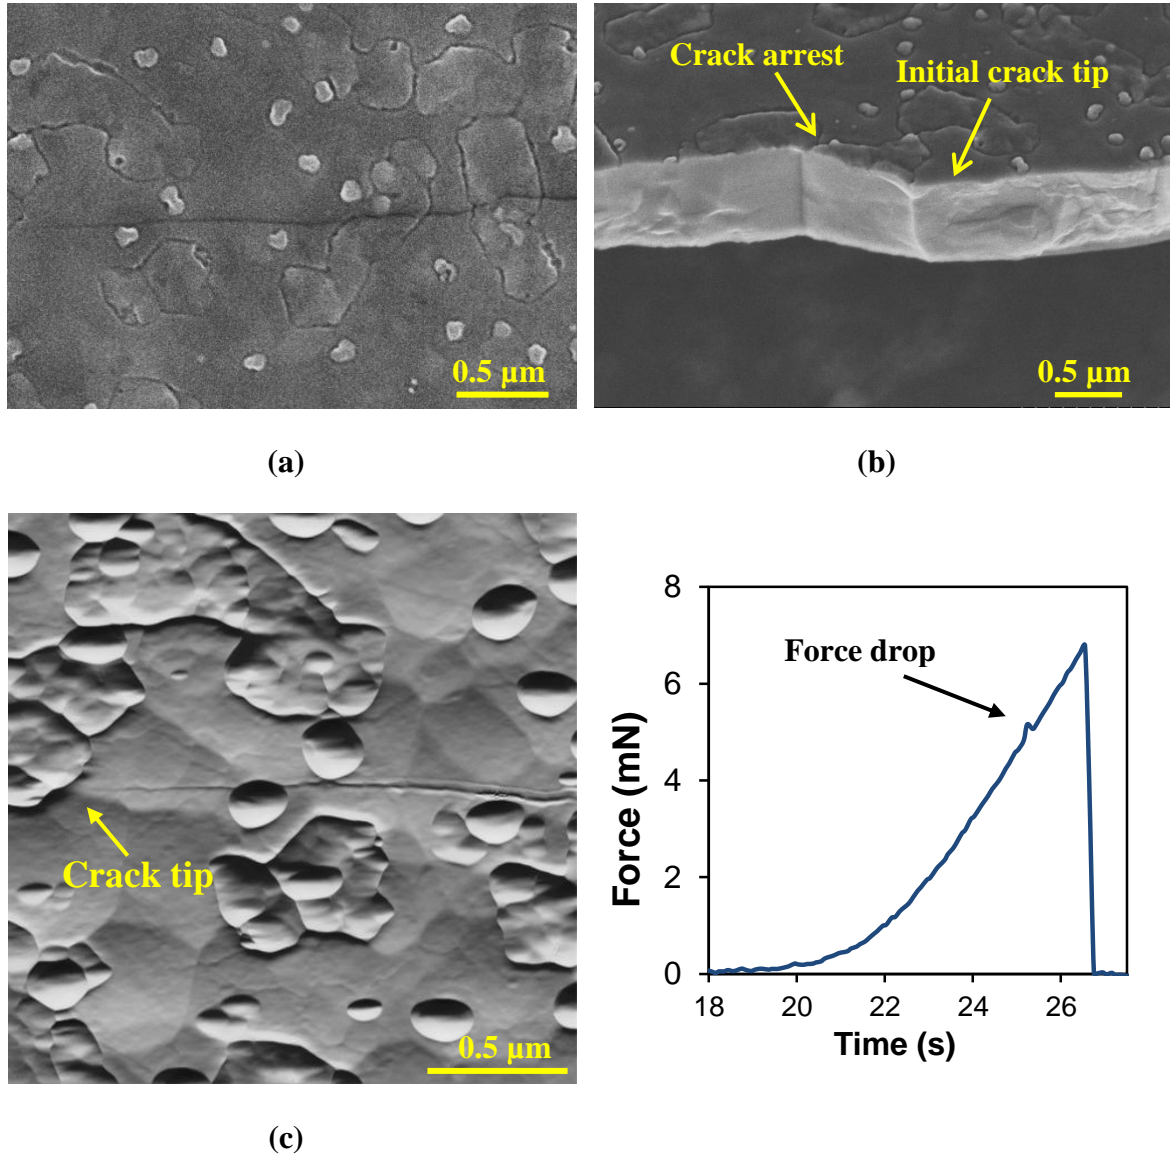 Crack arrest
Initial crack tip
0.5 µm
0.5 µm
(a)
(b)
Crack tip
0.5 µm
(c)
Force drop
Force (mN)
8
6
4
2
0
18 20 22 24 26
Time (s)